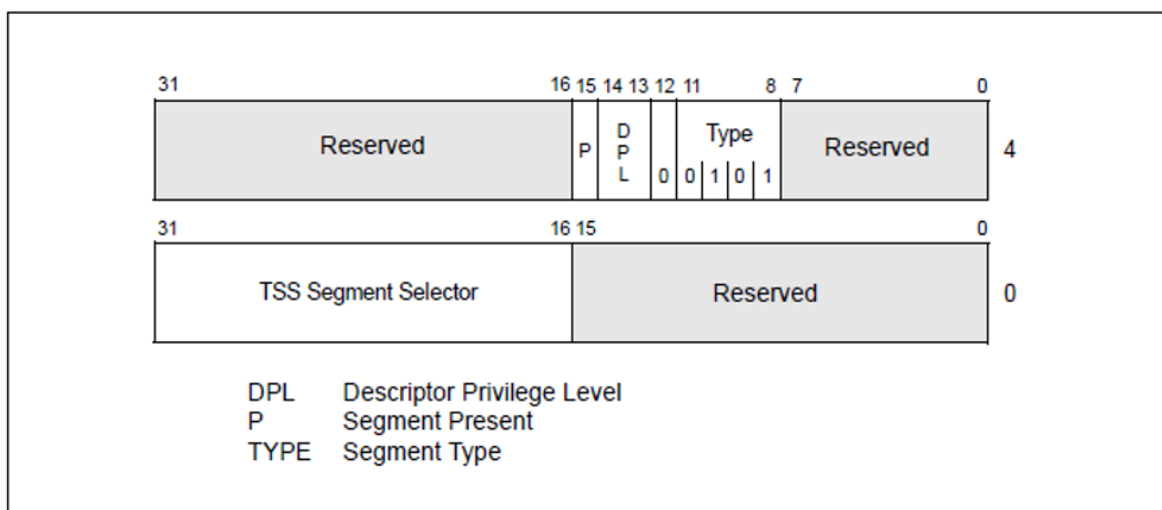 31 16 15 14 13 12 11 8 7 0
Reserved P D P L 0 Type 0 1 0 1 Reserved 4
31 16 15 0
TSS Segment Selector Reserved 0
DPL Descriptor Privilege Level
P Segment Present
TYPE Segment Type